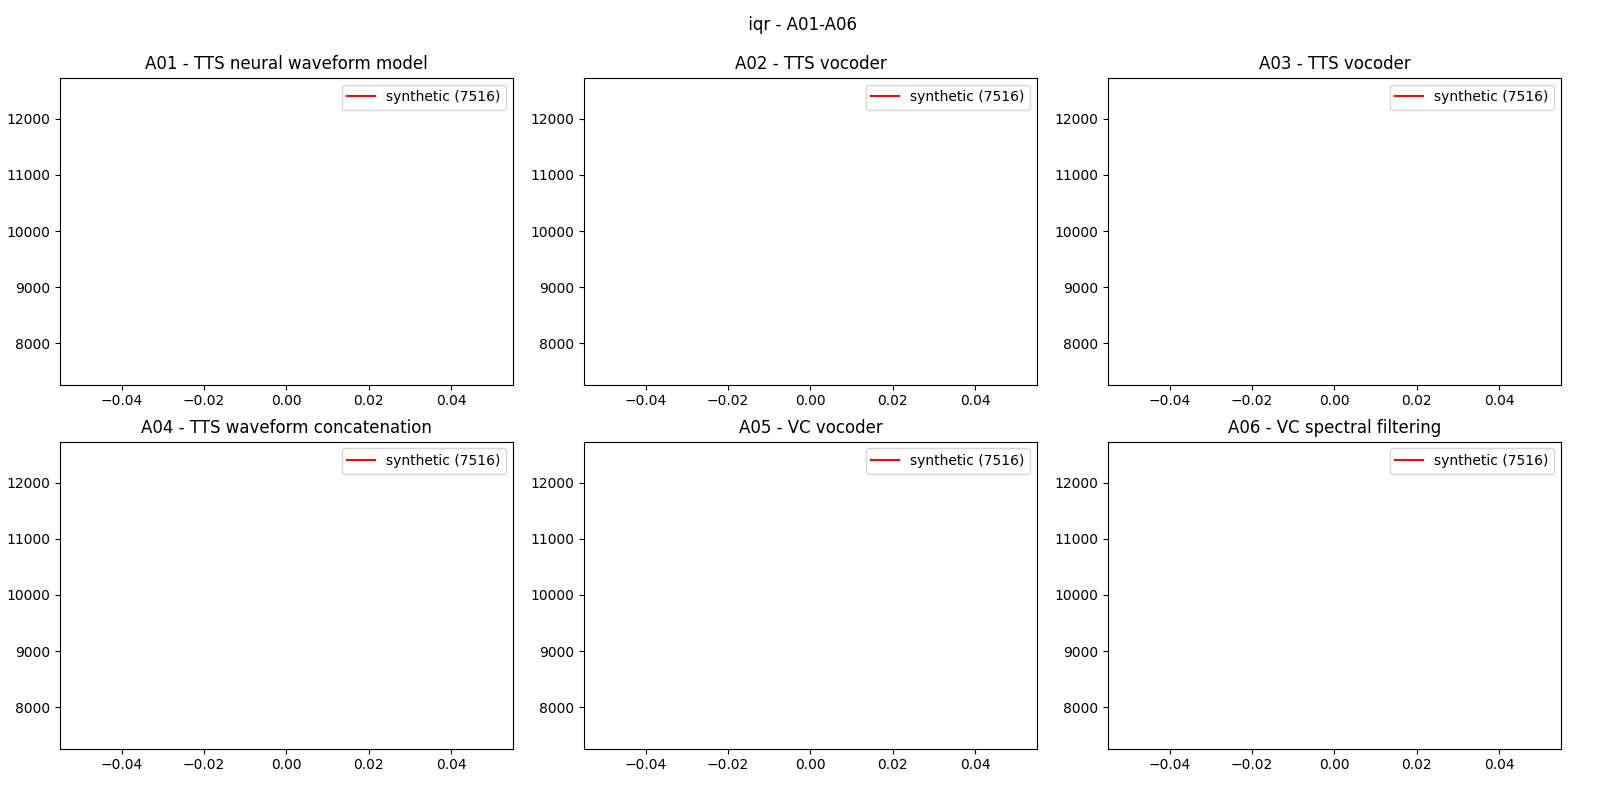 iqr - A01-A06
A01 - TTS neural waveform model
synthetic (7516)
12000
11000
10000
9000
8000
−0.04 −0.02 0.00 0.02 0.04
A02 - TTS vocoder
synthetic (7516)
12000
11000
10000
9000
8000
−0.04 −0.02 0.00 0.02 0.04
A03 - TTS vocoder
synthetic (7516)
12000
11000
10000
9000
8000
−0.04 −0.02 0.00 0.02 0.04
A04 - TTS waveform concatenation
synthetic (7516)
12000
11000
10000
9000
8000
−0.04 −0.02 0.00 0.02 0.04
A05 - VC vocoder
synthetic (7516)
12000
11000
10000
9000
8000
−0.04 −0.02 0.00 0.02 0.04
A06 - VC spectral filtering
synthetic (7516)
12000
11000
10000
9000
8000
−0.04 −0.02 0.00 0.02 0.04